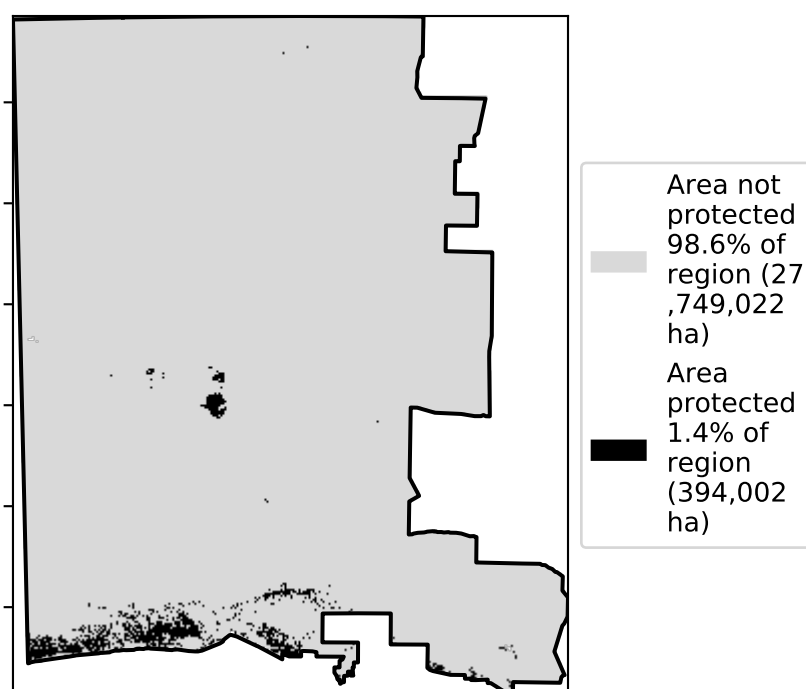 Area not
protected
98.6% of
region (27
,749,022
ha)
Area
protected
1.4% of
region
(394,002
ha)